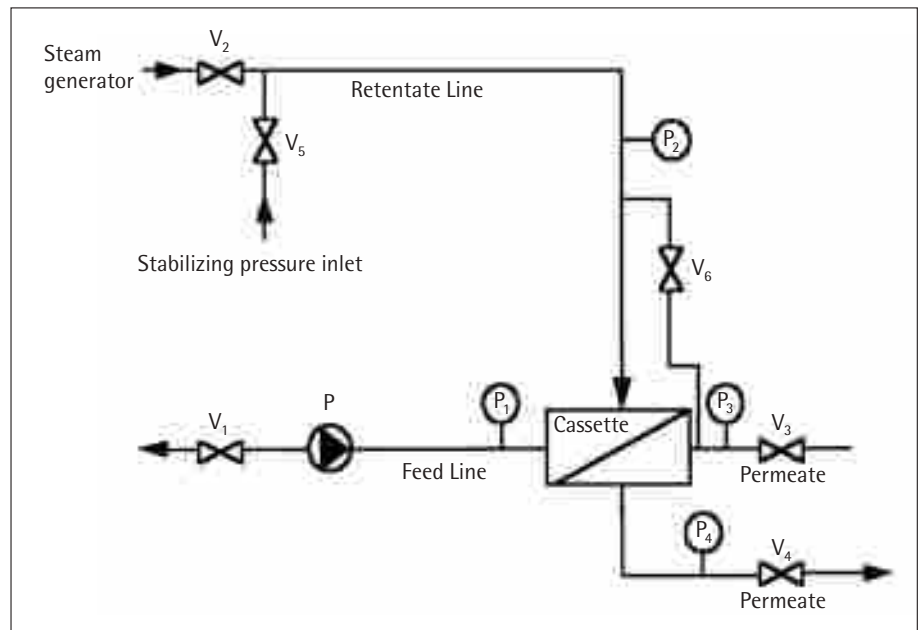 V₂
Steam
generator
Retentate Line
V₅
P₂
Stabilizing pressure inlet
V₆
P
P₁
P₃
V₁
Cassette
V₃
Feed Line
Permeate
P₄
V₄
Permeate